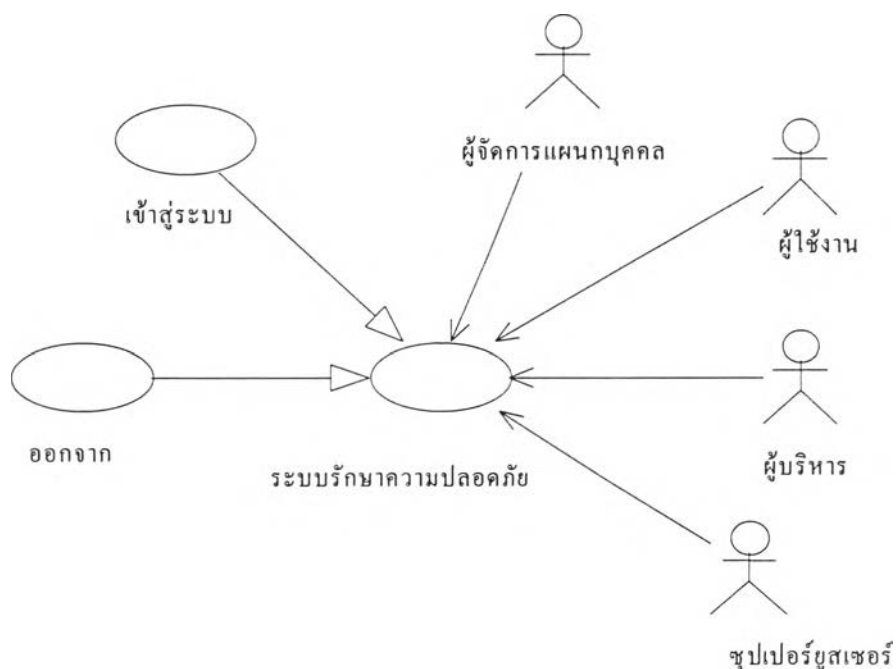 ผู้จัดการแผนกบุคคล
เข้าสู่ระบบ
ผู้ใช้งาน
ออกจาก
ระบบรักษาความปลอดภัย
ผู้บริหาร
ซุปเปอร์ยูสเซอร์